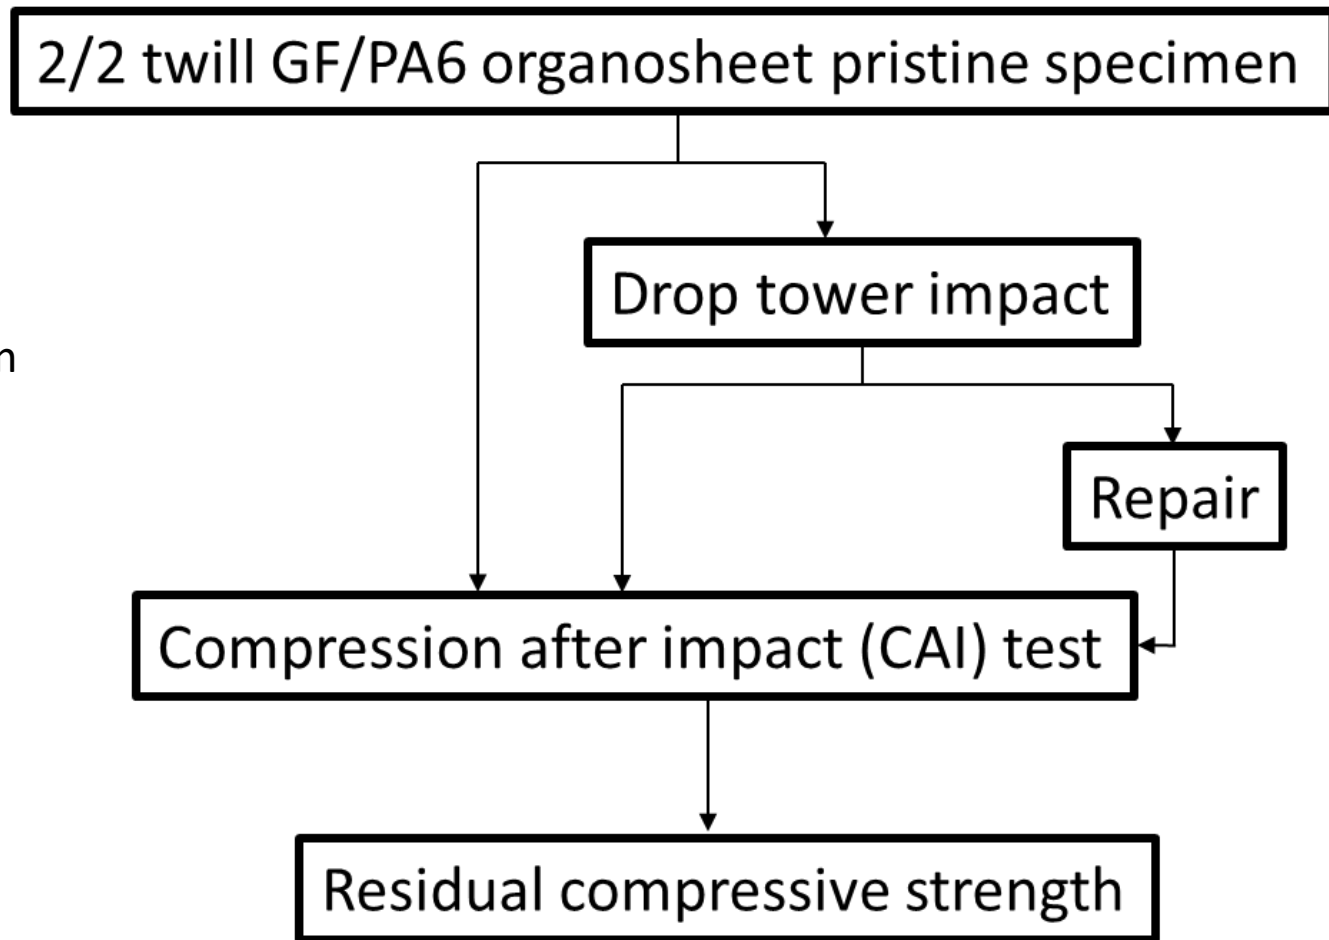 2/2 twill GF/PA6 organosheet pristine specimen
Drop tower impact
Repair
Compression after impact (CAI) test
Residual compressive strength